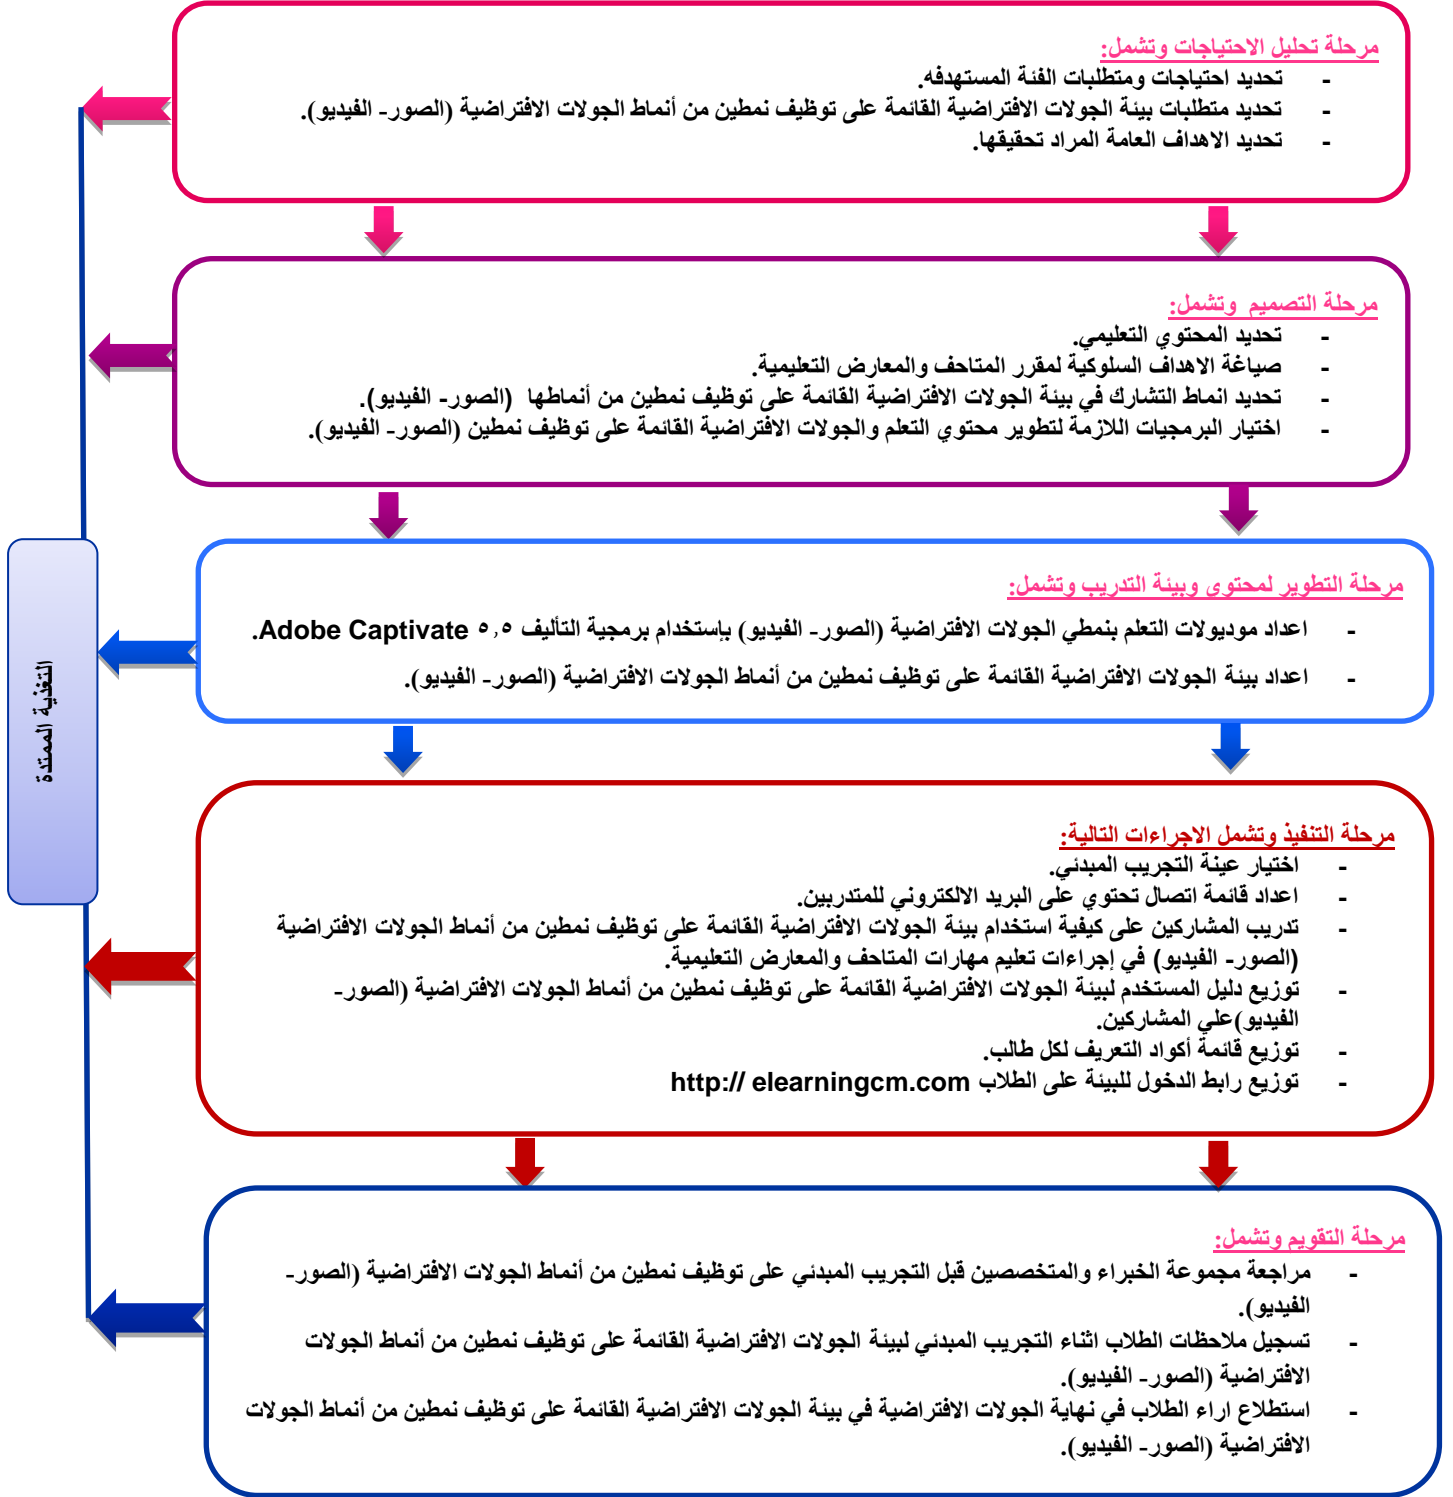 مرحلة تحليل الاحتياجات وتشمل:
- تحديد احتياجات ومتطلبات الفئة المستهدفه.
- تحديد متطلبات بيئة الجولات الافتراضية القائمة على توظيف نمطين من أنماط الجولات الافتراضية (الصور- الفيديو).
- تحديد الاهداف العامة المراد تحقيقها.
مرحلة التصميم وتشمل:
- تحديد المحتوي التعليمي.
- صياغة الاهداف السلوكية لمقرر المتاحف والمعارض التعليمية.
- تحديد انماط التشارك في بيئة الجولات الافتراضية القائمة على توظيف نمطين من أنماطها (الصور- الفيديو).
- اختيار البرمجيات اللازمة لتطوير محتوي التعلم والجولات الافتراضية القائمة على توظيف نمطين (الصور- الفيديو).
مرحلة التطوير لمحتوى وبيئة التدريب وتشمل:
- اعداد موديولات التعلم بنمطي الجولات الافتراضية (الصور- الفيديو) بإستخدام برمجية التأليف Adobe Captivate ٥,٥.
- اعداد بيئة الجولات الافتراضية القائمة على توظيف نمطين من أنماط الجولات الافتراضية (الصور- الفيديو).
التغذية الممتدة
مرحلة التنفيذ وتشمل الاجراءات التالية:
- اختيار عينة التجريب المبدئي.
- اعداد قائمة اتصال تحتوي على البريد الالكتروني للمتدربين.
- تدريب المشاركين على كيفية استخدام بيئة الجولات الافتراضية القائمة على توظيف نمطين من أنماط الجولات الافتراضية
(الصور- الفيديو) في إجراءات تعليم مهارات المتاحف والمعارض التعليمية.
- توزيع دليل المستخدم لبيئة الجولات الافتراضية القائمة على توظيف نمطين من أنماط الجولات الافتراضية (الصور-
الفيديو)علي المشاركين.
- توزيع قائمة أكواد التعريف لكل طالب.
- توزيع رابط الدخول للبيئة على الطلاب http:// elearningcm.com
مرحلة التقويم وتشمل:
- مراجعة مجموعة الخبراء والمتخصصين قبل التجريب المبدئي على توظيف نمطين من أنماط الجولات الافتراضية (الصور-
الفيديو).
- تسجيل ملاحظات الطلاب اثناء التجريب المبدئي لبيئة الجولات الافتراضية القائمة على توظيف نمطين من أنماط الجولات
الافتراضية (الصور- الفيديو).
- استطلاع اراء الطلاب في نهاية الجولات الافتراضية في بيئة الجولات الافتراضية القائمة على توظيف نمطين من أنماط الجولات
الافتراضية (الصور- الفيديو).